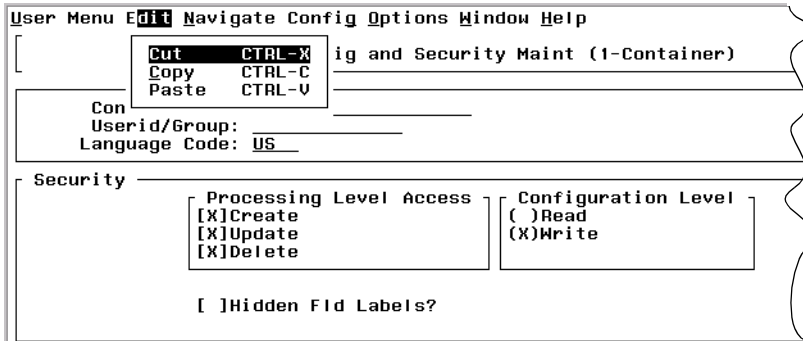 User Menu Edit Navigate Config Options Window Help
ig and Security Maint (1-Container)
Cut CTRL-X
Copy CTRL-C
Paste CTRL-V
Con
Userid/Group:
Language Code: US
Security
Processing Level Access
[X]Create
[X]Update
[X]Delete
Configuration Level
( )Read
(X)Write
[ ]Hidden Fld Labels?